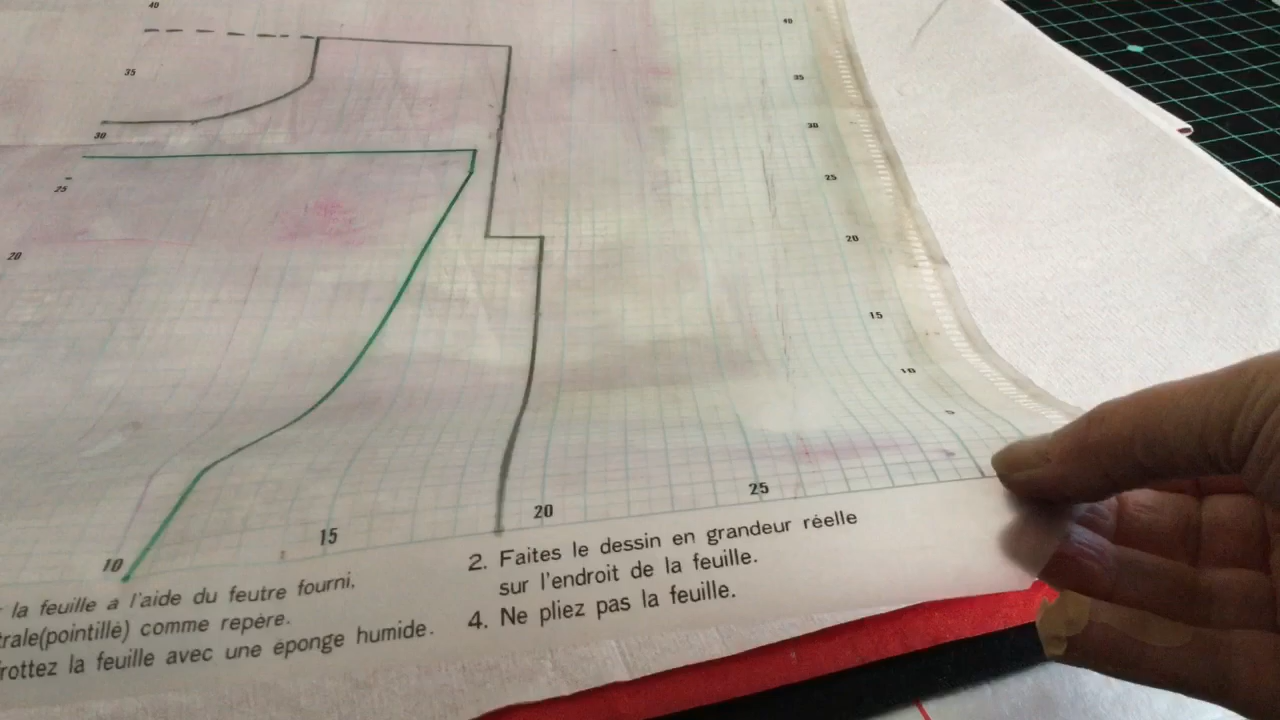 40
40
35
35
30
30
25
25
20
20
15
10
5
10
15
20
25
la feuille a l'aide du feutre fourni.
trale(pointillé) comme repère.
rottez la feuille avec une éponge humide.
2. Faites le dessin en grandeur réelle
sur l'endroit de la feuille.
4. Ne pliez pas la feuille.